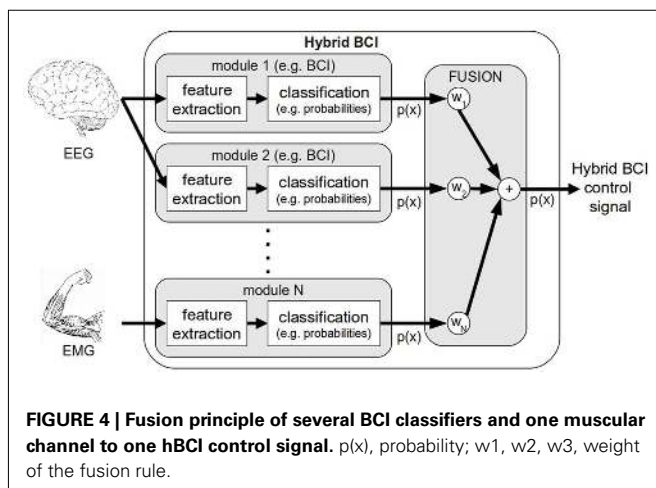 Hybrid BCI
module 1 (e.g. BCI)
feature
extraction
classification
(e.g. probabilities)
p(x)
EEG
module 2 (e.g. BCI)
feature
extraction
classification
(e.g. probabilities)
p(x)
module N
feature
extraction
classification
(e.g. probabilities)
p(x)
EMG
FUSION
w1
w2
wN
+
p(x)
Hybrid BCI
control
signal
FIGURE 4 | Fusion principle of several BCI classifiers and one muscular
channel to one hBCI control signal. p(x), probability; w1, w2, w3, weight
of the fusion rule.